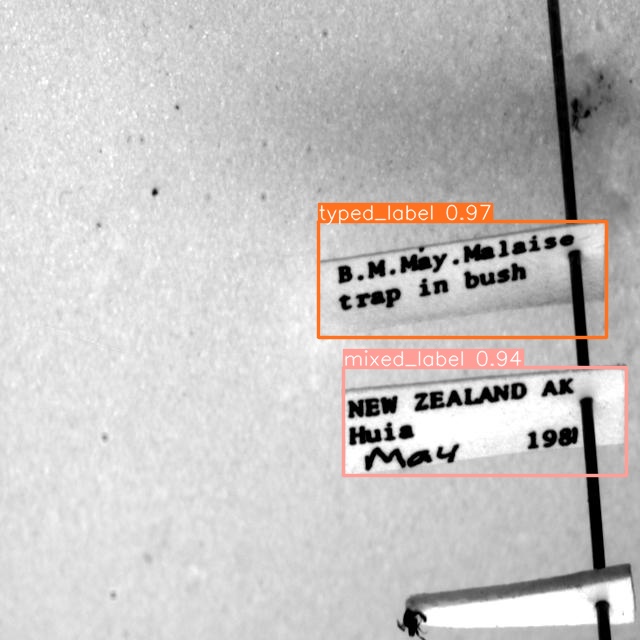 typed_label 0.97
B.M.May.Malaise
trap in bush
mixed_label 0.94
NEW ZEALAND AK
Huia
May 1981